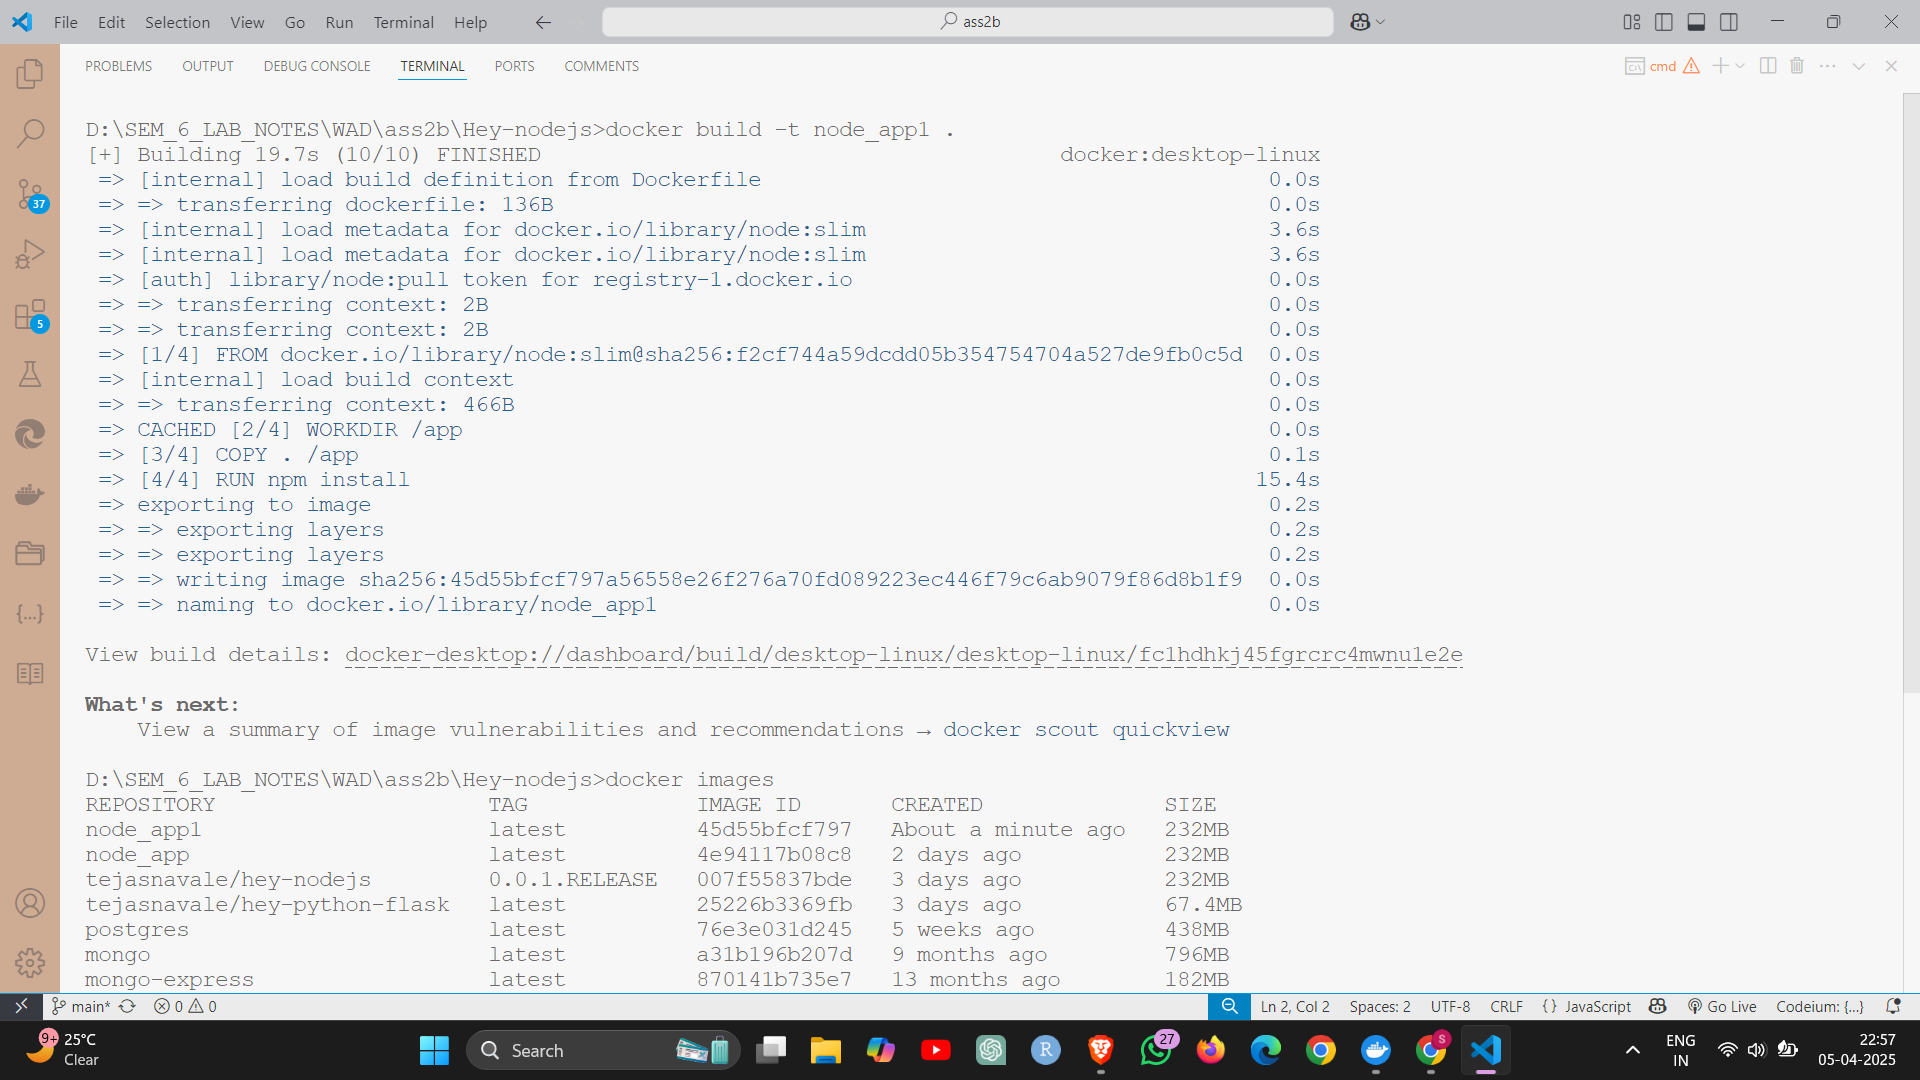 File Edit Selection View Go Run Terminal Help ass2b
PROBLEMS OUTPUT DEBUG CONSOLE TERMINAL PORTS COMMENTS cmd
D:\SEM_6_LAB_NOTES\WAD\ass2b\Hey-nodejs>docker build -t node_app1 .
[+] Building 19.7s (10/10) FINISHED docker:desktop-linux
=> [internal] load build definition from Dockerfile 0.0s
=> => transferring dockerfile: 136B 0.0s
=> [internal] load metadata for docker.io/library/node:slim 3.6s
=> [internal] load metadata for docker.io/library/node:slim 3.6s
=> [auth] library/node:pull token for registry-1.docker.io 0.0s
=> => transferring context: 2B 0.0s
=> => transferring context: 2B 0.0s
=> [1/4] FROM docker.io/library/node:slim@sha256:f2cf744a59dcdd05b354754704a527de9fb0c5d 0.0s
=> [internal] load build context 0.0s
=> => transferring context: 466B 0.0s
=> CACHED [2/4] WORKDIR /app 0.0s
=> [3/4] COPY . /app 0.1s
=> [4/4] RUN npm install 15.4s
=> exporting to image 0.2s
=> => exporting layers 0.2s
=> => exporting layers 0.2s
=> => writing image sha256:45d55bfcf797a56558e26f276a70fd089223ec446f79c6ab9079f86d8b1f9 0.0s
=> => naming to docker.io/library/node_app1 0.0s
View build details: docker-desktop://dashboard/build/desktop-linux/desktop-linux/fc1hdhkj45fgrcrc4mwnu1e2e
What's next:
View a summary of image vulnerabilities and recommendations → docker scout quickview
D:\SEM_6_LAB_NOTES\WAD\ass2b\Hey-nodejs>docker images
REPOSITORY TAG IMAGE ID CREATED SIZE
node_app1 latest 45d55bfcf797 About a minute ago 232MB
node_app latest 4e94117b08c8 2 days ago 232MB
tejasnavale/hey-nodejs 0.0.1.RELEASE 007f55837bde 3 days ago 232MB
tejasnavale/hey-python-flask latest 25226b3369fb 3 days ago 67.4MB
postgres latest 76e3e031d245 5 weeks ago 438MB
mongo latest a31b196b207d 9 months ago 796MB
mongo-express latest 870141b735e7 13 months ago 182MB
37
5
main* 0 0 Ln 2, Col 2 Spaces: 2 UTF-8 CRLF {} JavaScript Go Live Codeium: {...}
9+ 25°C
Clear
Search
27
S
ENG
IN
22:57
05-04-2025